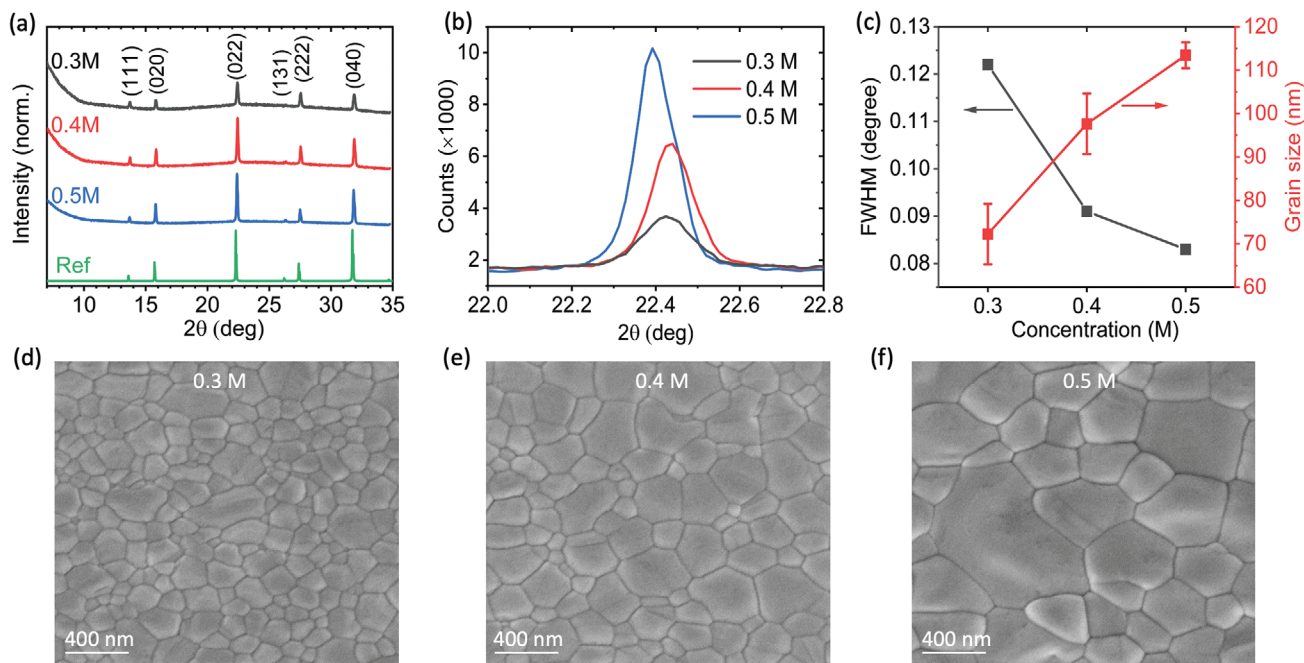 (a)
0.3M
0.4M
0.5M
Ref
(111)
(020)
(022)
(131)
(222)
(040)
Intensity (norm.)
10 15 20 25 30 35
2θ (deg)
(b)
10
8
6
4
2
Counts (×1000)
0.3 M
0.4 M
0.5 M
22.0 22.2 22.4 22.6 22.8
2θ (deg)
(c)
0.13
0.12
0.11
0.10
0.09
0.08
FWHM (degree)
120
110
100
90
80
70
60
Grain size (nm)
0.3 0.4 0.5
Concentration (M)
(d)
0.3 M
400 nm
(e)
0.4 M
400 nm
(f)
0.5 M
400 nm